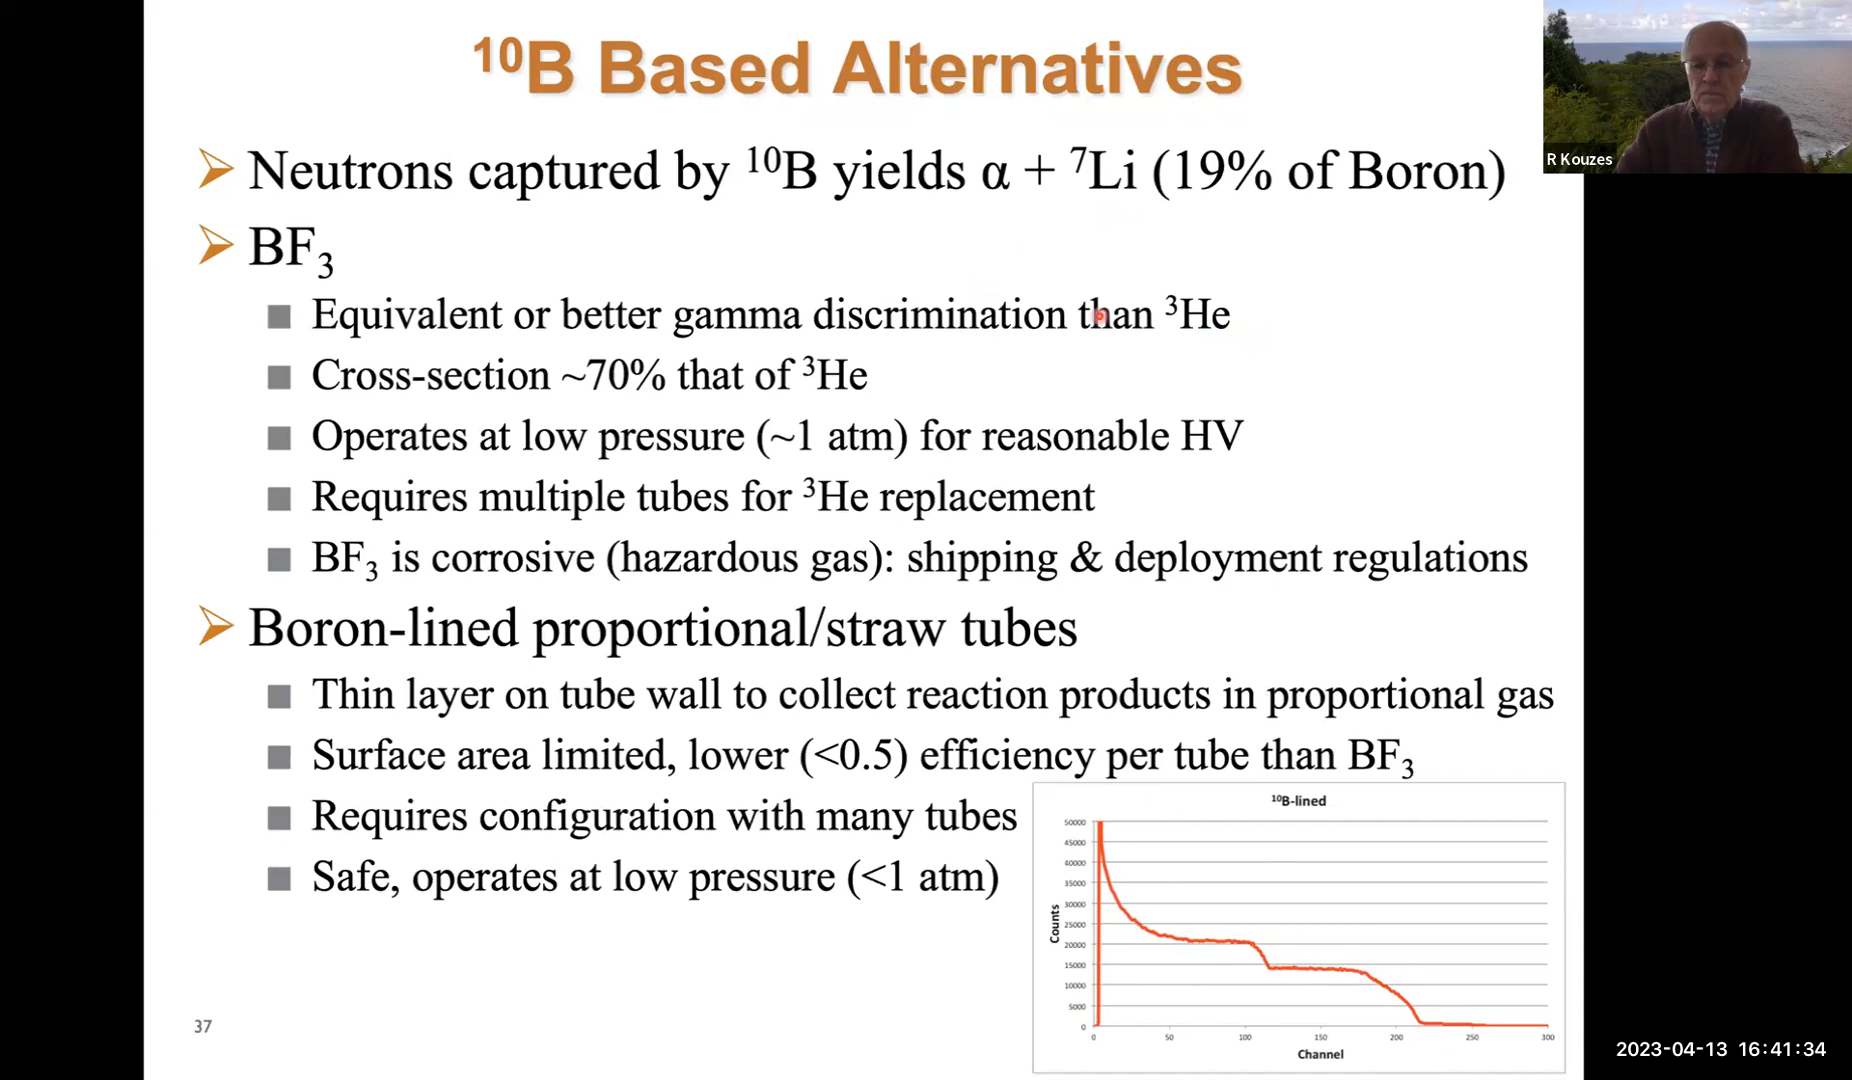 ¹⁰B Based Alternatives
R Kouzes
Neutrons captured by ¹⁰B yields α + ⁷Li (19% of Boron)
BF₃
Equivalent or better gamma discrimination than ³He
Cross-section ~70% that of ³He
Operates at low pressure (~1 atm) for reasonable HV
Requires multiple tubes for ³He replacement
BF₃ is corrosive (hazardous gas): shipping & deployment regulations
Boron-lined proportional/straw tubes
Thin layer on tube wall to collect reaction products in proportional gas
Surface area limited, lower (<0.5) efficiency per tube than BF₃
Requires configuration with many tubes
Safe, operates at low pressure (<1 atm)
¹⁰B-lined
50000
45000
40000
35000
30000
25000
20000
15000
10000
5000
0
Counts
0 50 100 150 200 250 300
Channel
37
2023-04-13 16:41:34